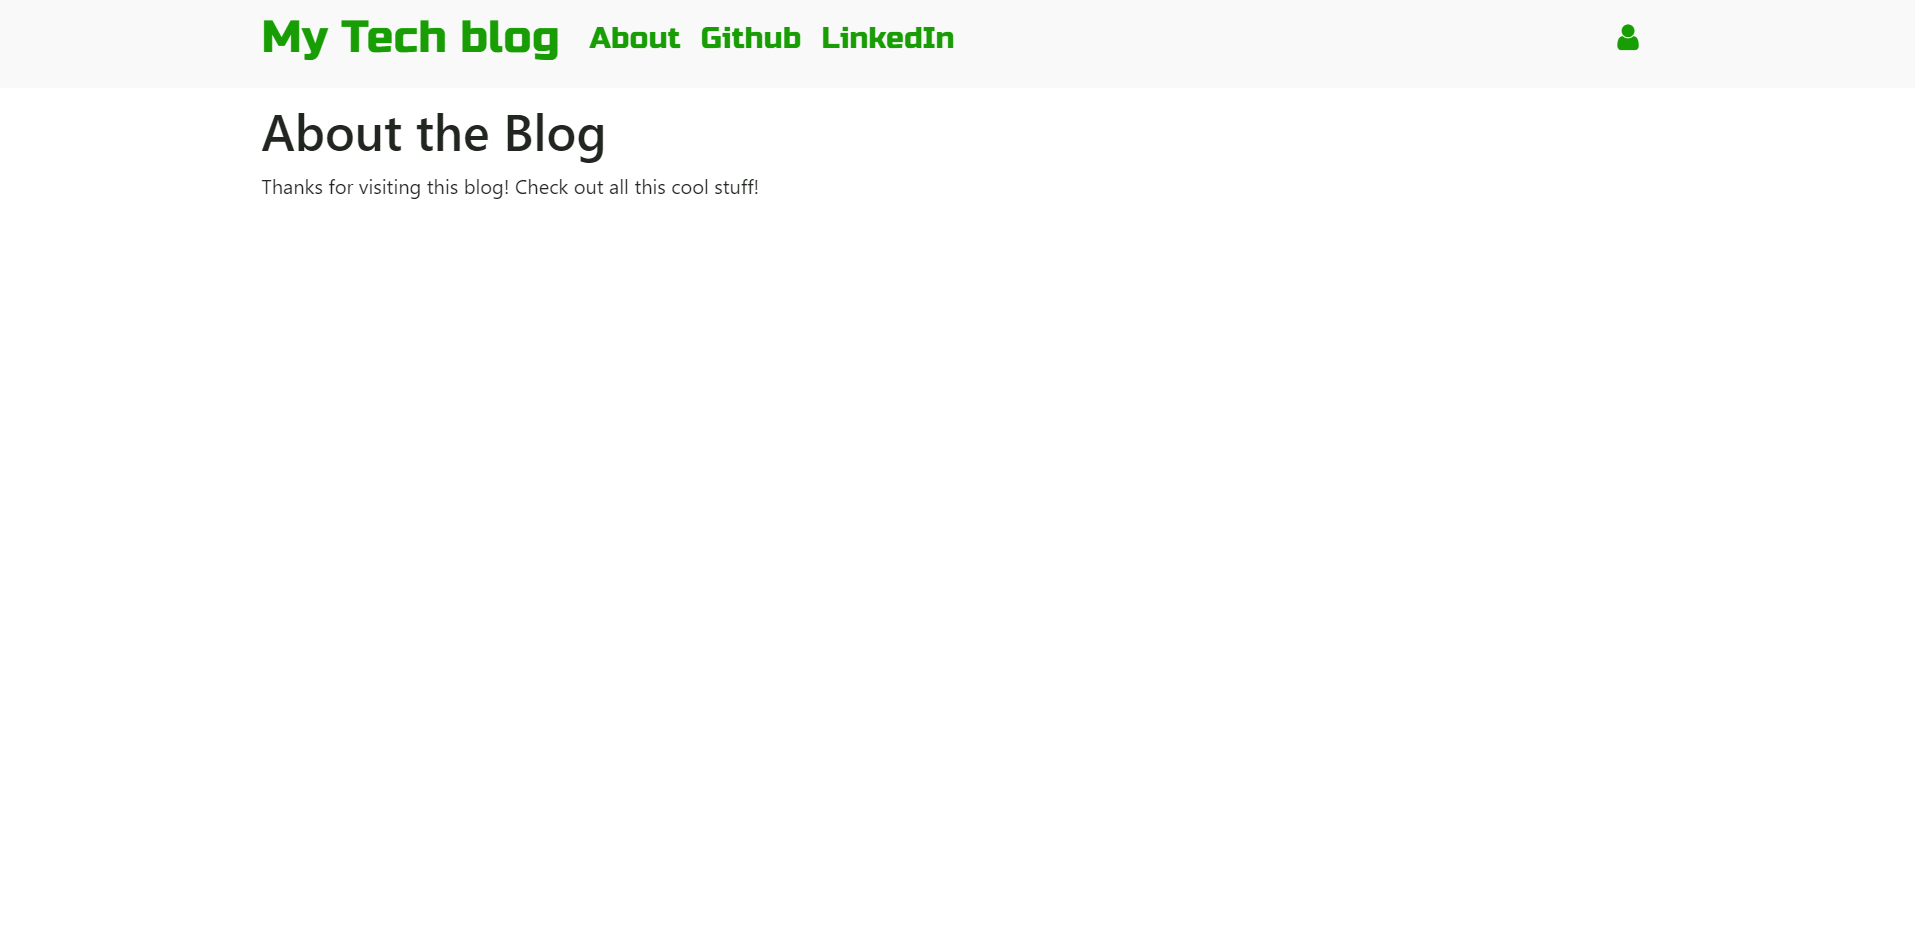 My Tech blog About Github LinkedIn
About the Blog
Thanks for visiting this blog! Check out all this cool stuff!